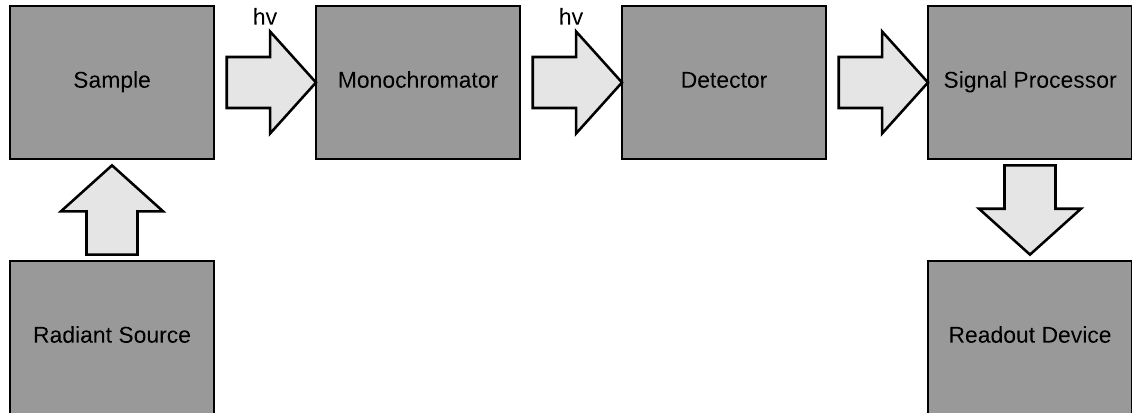 hv
hv
Sample
Monochromator
Detector
Signal Processor
Radiant Source
Readout Device